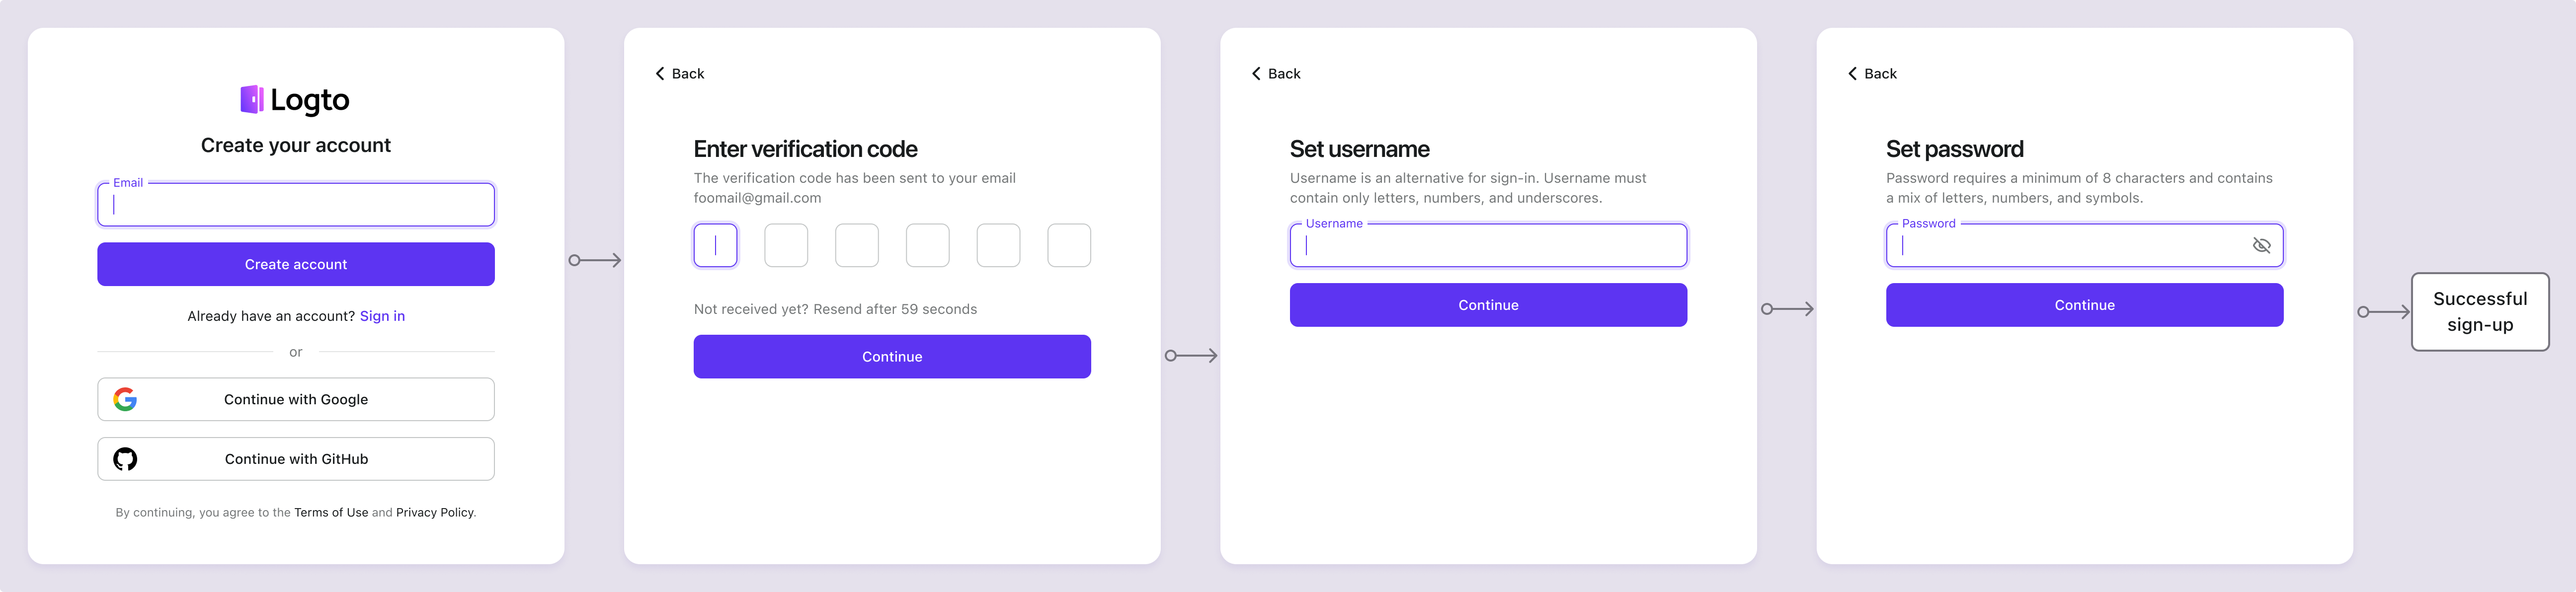 Logto
Create your account
Email
Create account
Already have an account? Sign in
or
Continue with Google
Continue with GitHub
By continuing, you agree to the Terms of Use and Privacy Policy.
Back
Enter verification code
The verification code has been sent to your email
foomail@gmail.com
Not received yet? Resend after 59 seconds
Continue
Back
Set username
Username is an alternative for sign-in. Username must
contain only letters, numbers, and underscores.
Username
Continue
Back
Set password
Password requires a minimum of 8 characters and contains
a mix of letters, numbers, and symbols.
Password
Continue
Successful
sign-up